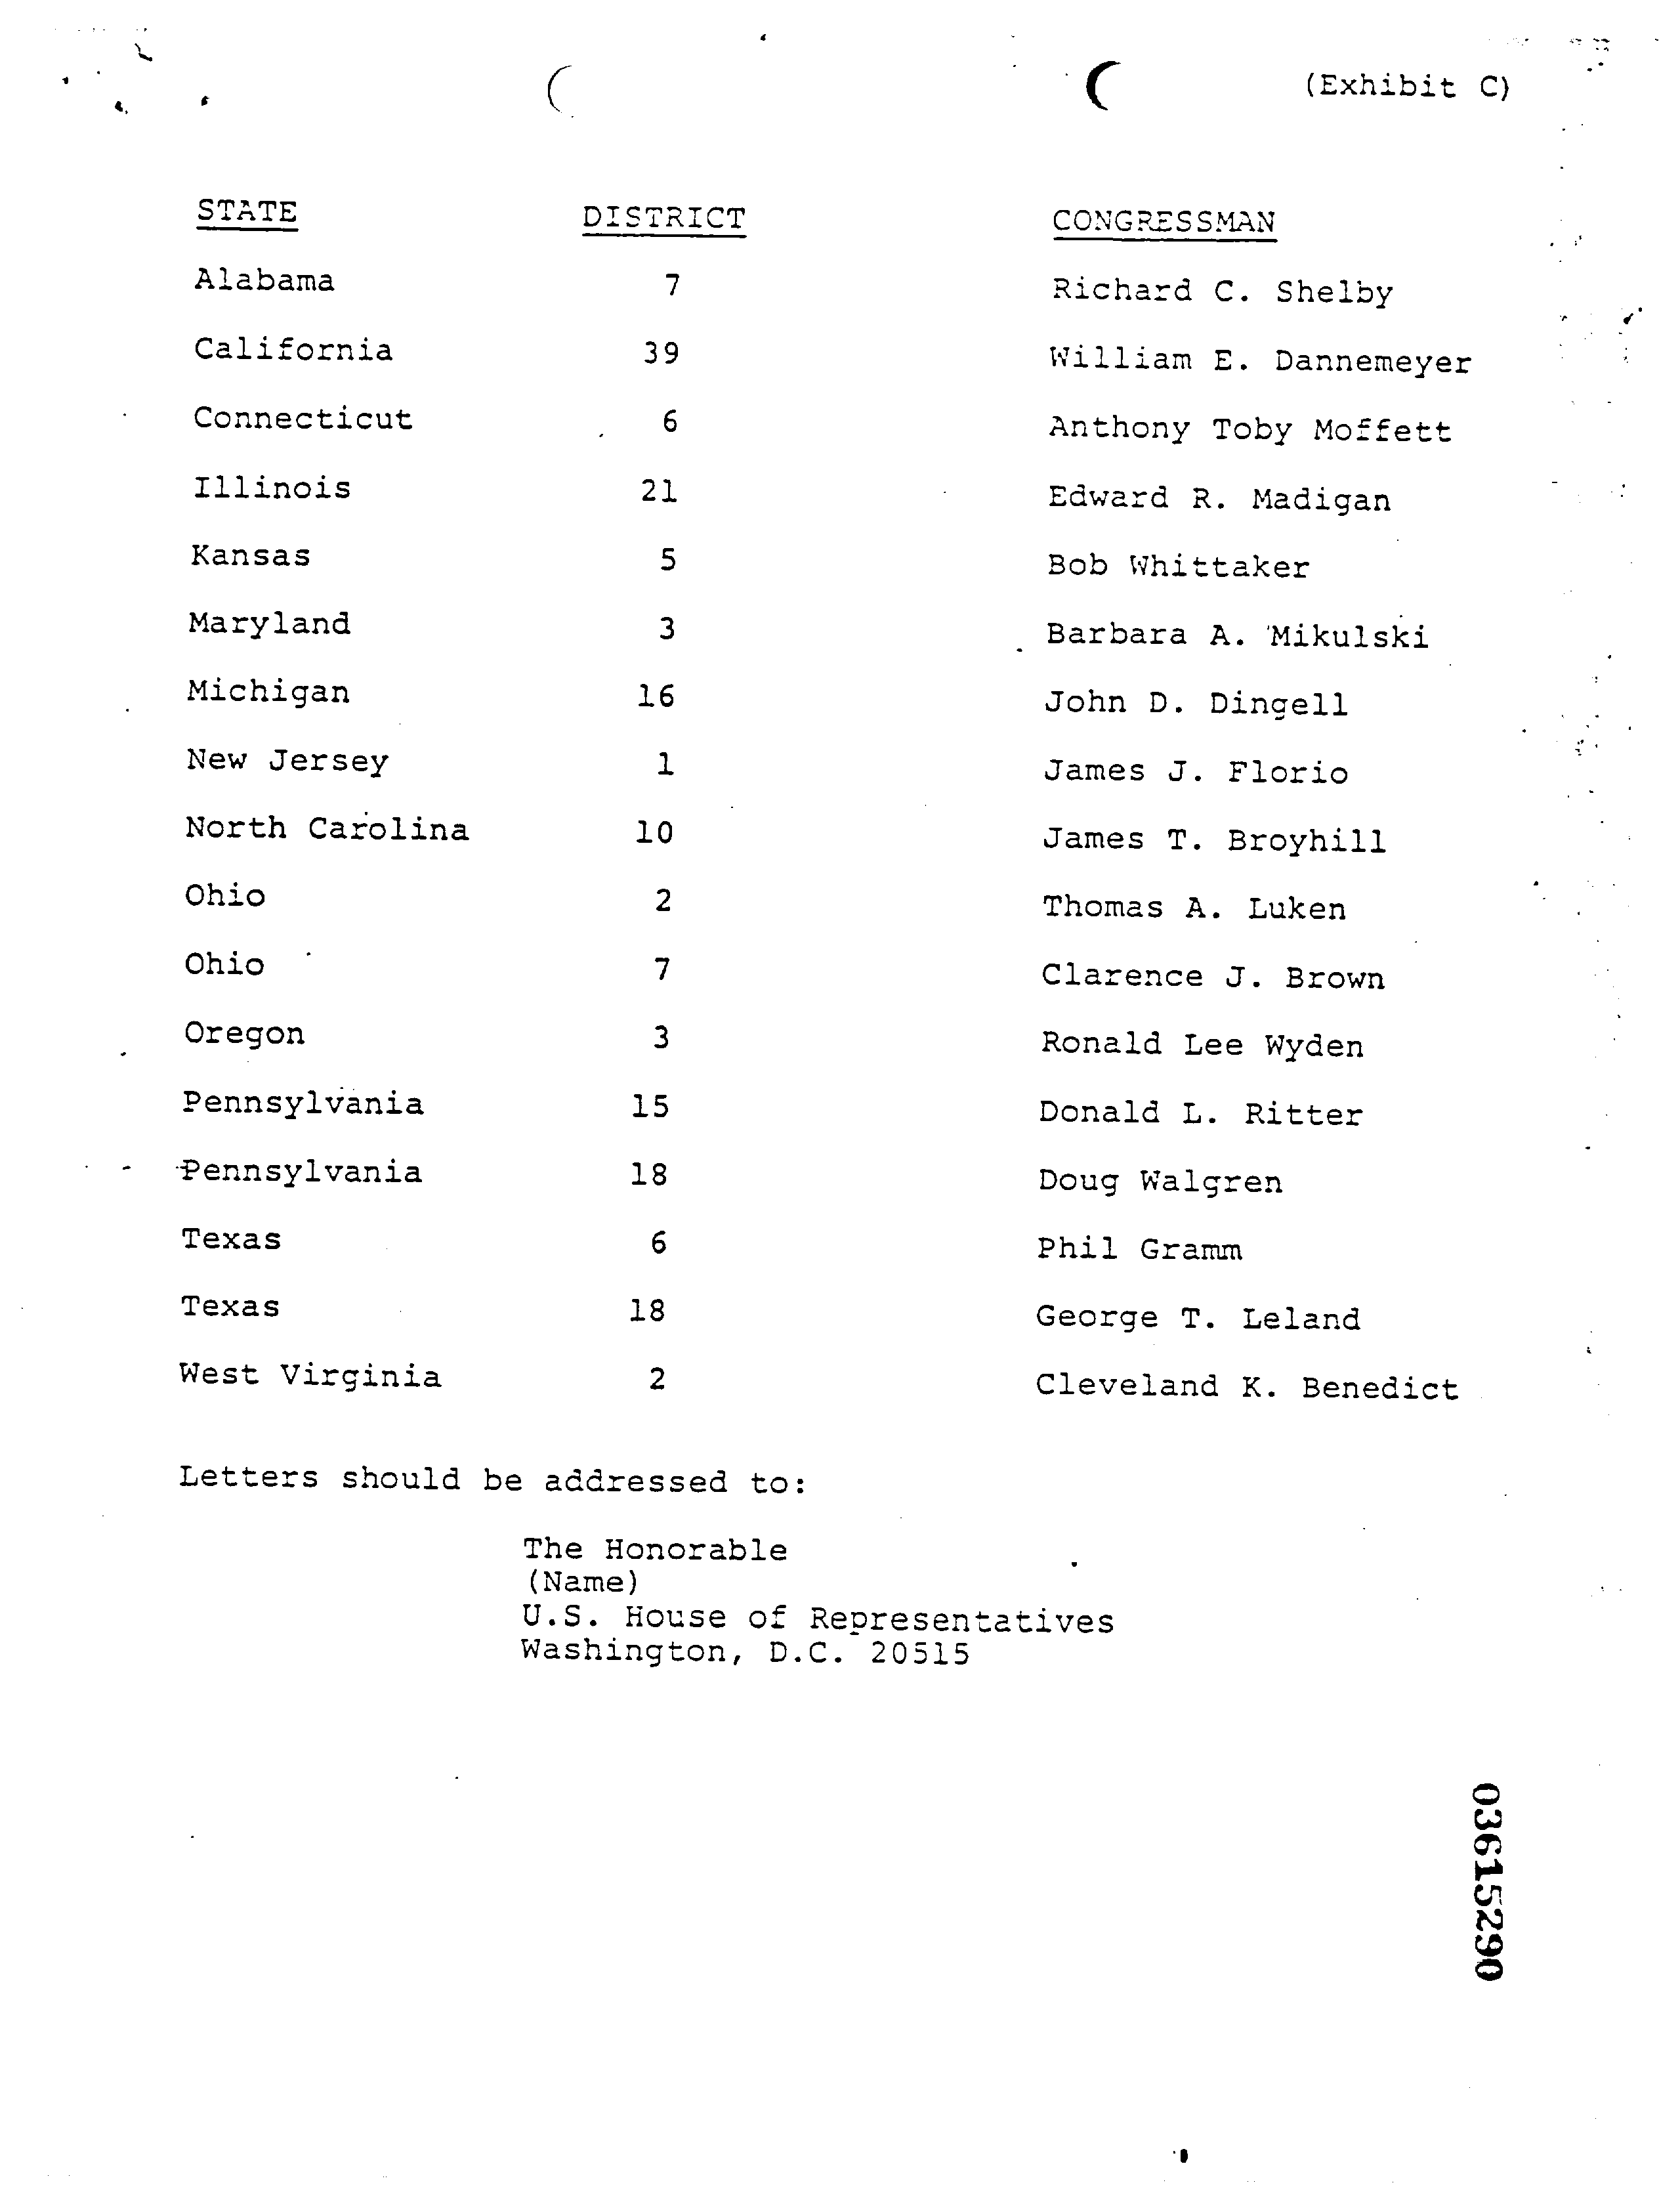 (Exhibit C)
STATE DISTRICT CONGRESSMAN
Alabama 7 Richard C. Shelby
California 39 William E. Dannemeyer
Connecticut 6 Anthony Toby Moffett
Illinois 21 Edward R. Madigan
Kansas 5 Bob Whittaker
Maryland 3 Barbara A. Mikulski
Michigan 16 John D. Dingell
New Jersey 1 James J. Florio
North Carolina 10 James T. Broyhill
Ohio 2 Thomas A. Luken
Ohio 7 Clarence J. Brown
Oregon 3 Ronald Lee Wyden
Pennsylvania 15 Donald L. Ritter
Pennsylvania 18 Doug Walgren
Texas 6 Phil Gramm
Texas 18 George T. Leland
West Virginia 2 Cleveland K. Benedict
Letters should be addressed to:
The Honorable
(Name)
U.S. House of Representatives
Washington, D.C. 20515
03615290